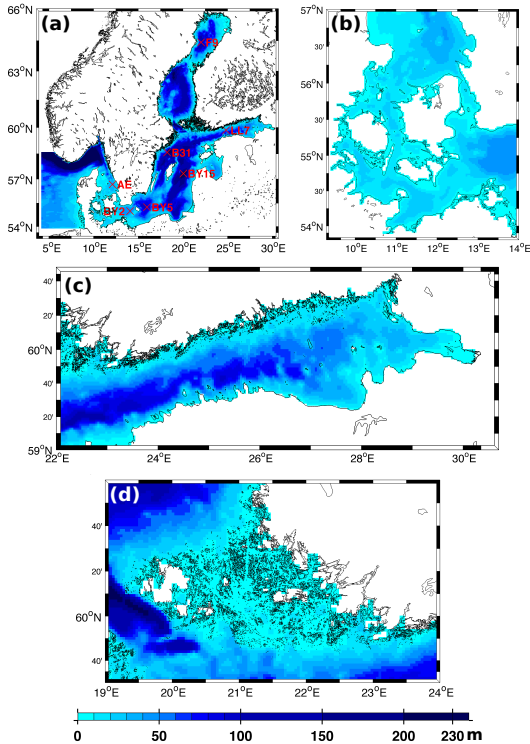 66°N
63°N
60°N
57°N
54°N
(a)
F9
LL7
BY31
BY15
AE
BY2
BY5
5°E 10°E 15°E 20°E 25°E 30°E
57°N
30'
56°N
30'
55°N
30'
54°N
(b)
10°E 11°E 12°E 13°E 14°E
40'
20'
60°N
40'
20'
59°N
(c)
22°E 24°E 26°E 28°E 30°E
(d)
40'
20'
60°N
40'
19°E 20°E 21°E 22°E 23°E 24°E
0 50 100 150 200 230 m